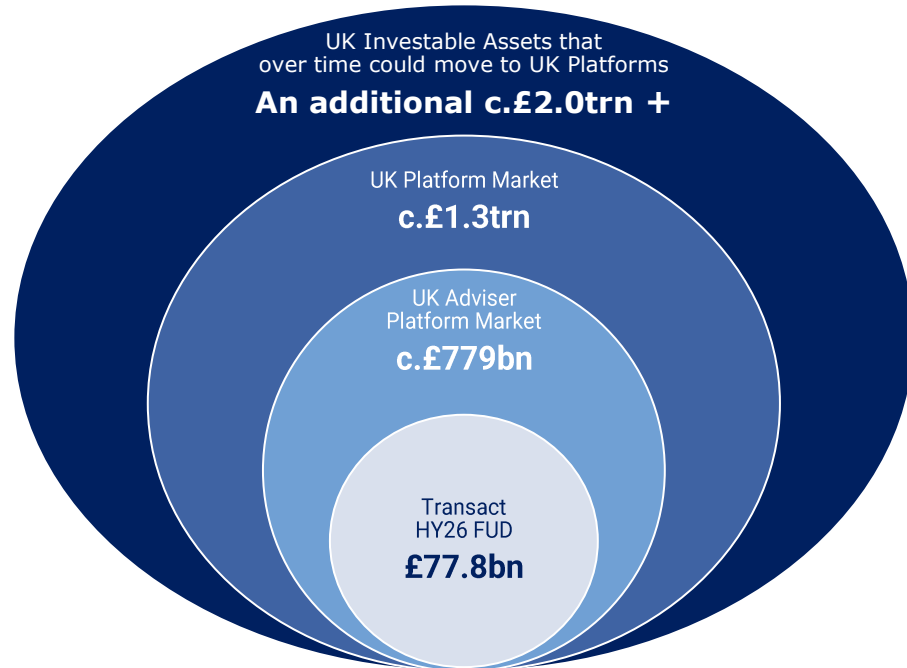 UK Investable Assets that
over time could move to UK Platforms
An additional c.£2.0trn +
UK Platform Market
c.£1.3trn
UK Adviser
Platform Market
c.£779bn
Transact
HY26 FUD
£77.8bn